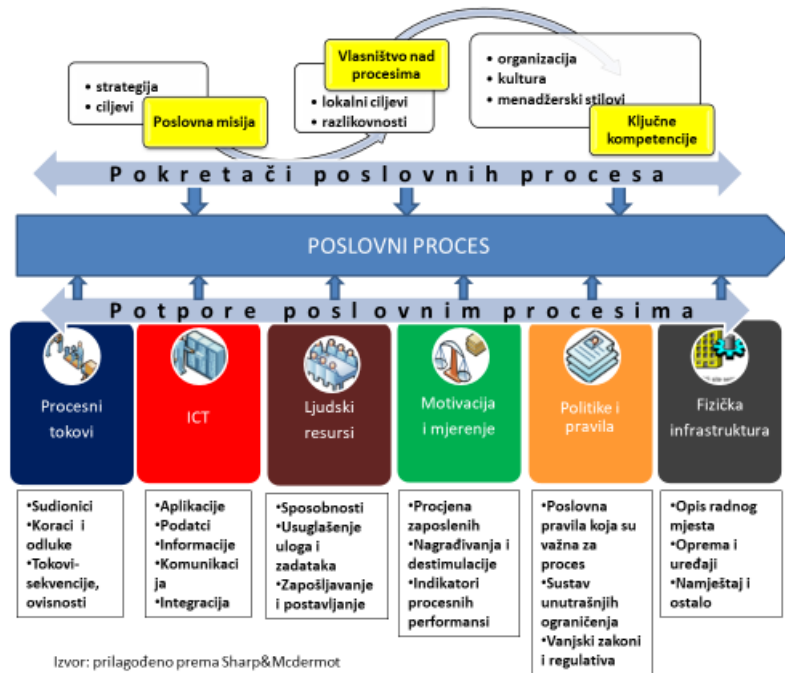 • strategija
• ciljevi
Poslovna misija
Vlasništvo nad
procesima
• lokalni ciljevi
• razlikovnosti
• organizacija
• kultura
• menadžerski stilovi
Ključne
kompetencije
Pokretači poslovnih procesa
POSLOVNI PROCES
Potpore poslovnim procesima
Procesni
tokovi
ICT
Ljudski
resursi
Motivacija
i mjerenje
Politike i
pravila
Fizička
infrastruktura
•Sudionici
•Koraci i
odluke
•Tokovi-
sekvencije,
ovisnosti
•Aplikacije
•Podatci
•Informacije
•Komunikaci
ja
•Integracija
•Sposobnosti
•Usuglašenje
uloga i
zadataka
•Zapošljavanje
i postavljanje
•Procjena
zaposlenih
•Nagrađivanja i
destimulacije
•Indikatori
procesnih
performansi
•Poslovna
pravila koja su
važna za
proces
•Sustav
unutrašnjih
ograničenja
•Vanjski zakoni
i regulativa
•Opis radnog
mjesta
•Oprema i
uređaji
•Namještaj i
ostalo
Izvor: prilagođeno prema Sharp&Mcdermot